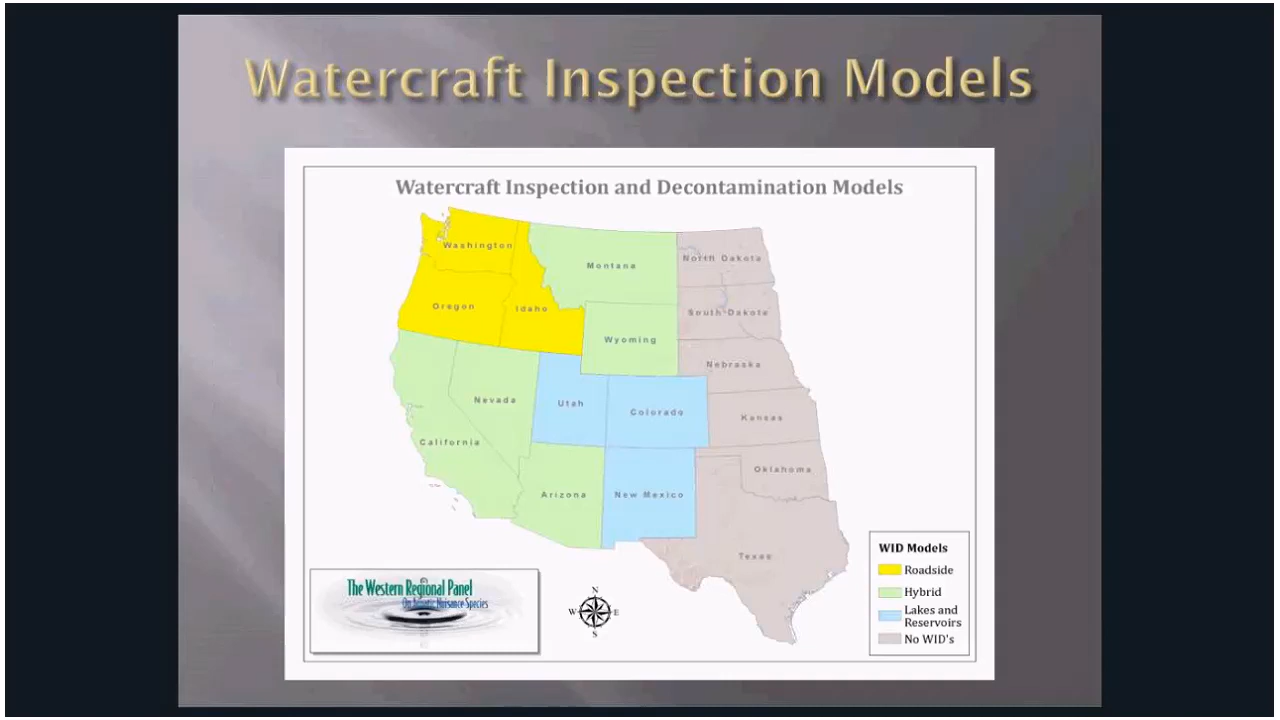 Watercraft Inspection Models
Watercraft Inspection and Decontamination Models
Washington
Montana
North Dakota
Oregon
Idaho
South Dakota
Wyoming
Nebraska
Nevada
Utah
Colorado
Kansas
California
Oklahoma
Arizona
New Mexico
Texas
WID Models
Roadside
Hybrid
Lakes and
Reservoirs
No WID's
The Western Regional Panel
On Aquatic Nuisance Species
N
W E
S